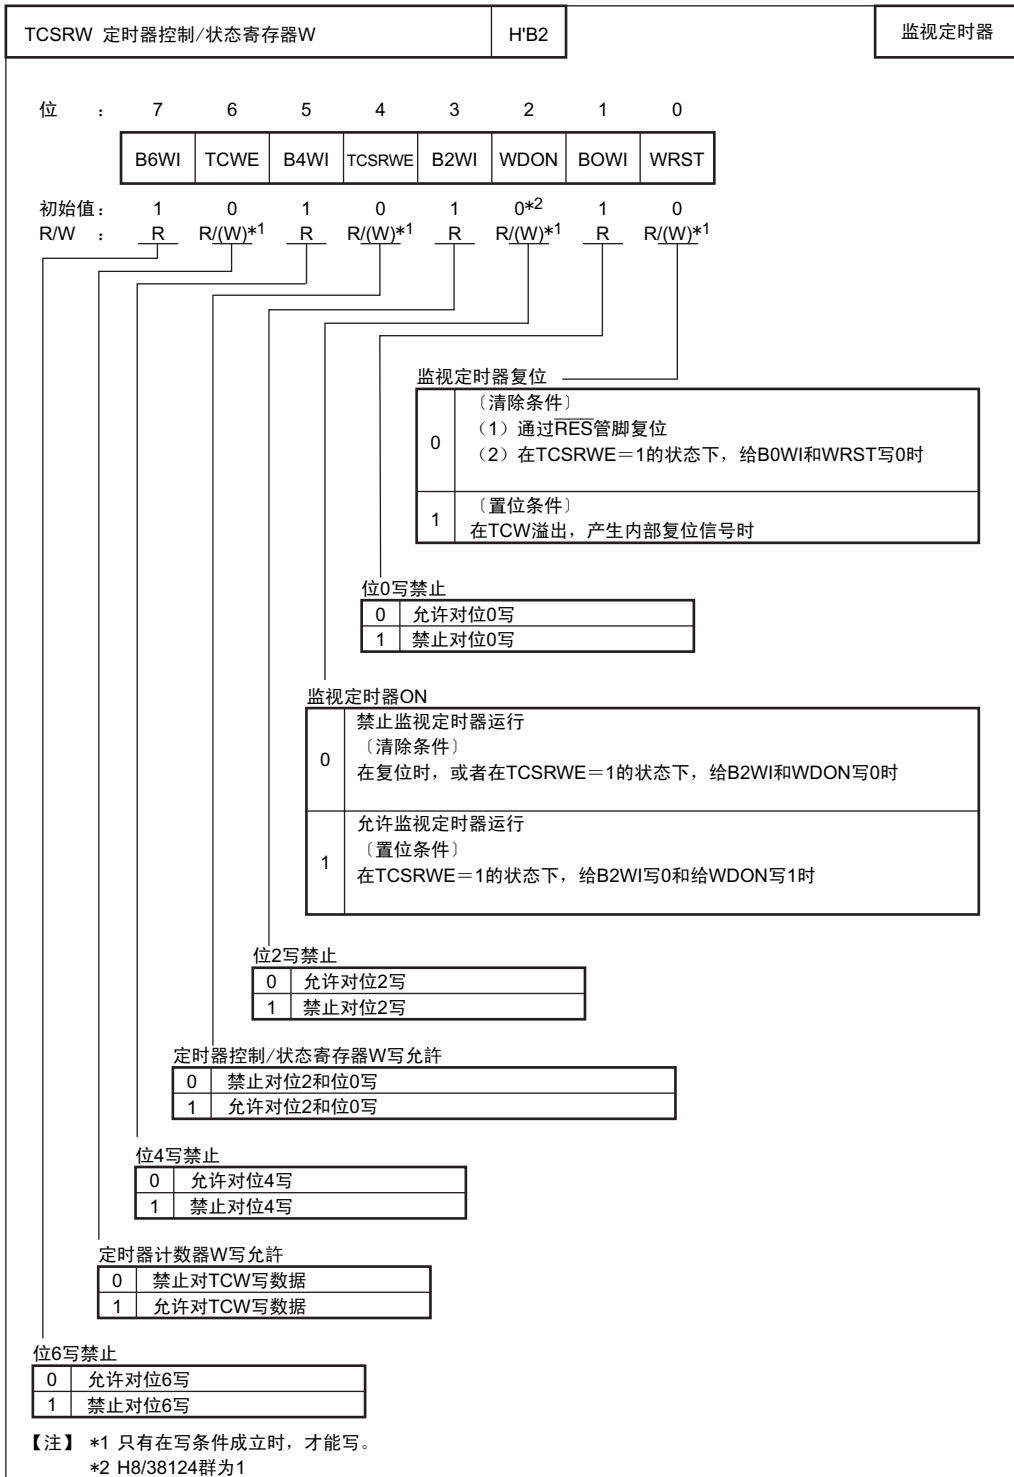 TCSRW 定时器控制/状态寄存器W H'B2 监视定时器
位 : 7 6 5 4 3 2 1 0
B6WI TCWE B4WI TCSRWE B2WI WDON BOWI WRST
初始值: 1 0 1 0 1 0*2 1 0
R/W : R R/(W)*1 R R/(W)*1 R R/(W)*1 R R/(W)*1
监视定时器复位
0 〔清除条件〕
（1）通过RES管脚复位
（2）在TCSRWE＝1的状态下，给B0WI和WRST写0时
1 〔置位条件〕
在TCW溢出，产生内部复位信号时
位0写禁止
0 允许对位0写
1 禁止对位0写
监视定时器ON
0 禁止监视定时器运行
〔清除条件〕
在复位时，或者在TCSRWE＝1的状态下，给B2WI和WDON写0时
1 允许监视定时器运行
〔置位条件〕
在TCSRWE＝1的状态下，给B2WI写0和给WDON写1时
位2写禁止
0 允许对位2写
1 禁止对位2写
定时器控制/状态寄存器W写允許
0 禁止对位2和位0写
1 允许对位2和位0写
位4写禁止
0 允许对位4写
1 禁止对位4写
定时器计数器W写允許
0 禁止对TCW写数据
1 允许对TCW写数据
位6写禁止
0 允许对位6写
1 禁止对位6写
【注】 *1 只有在写条件成立时，才能写。
*2 H8/38124群为1